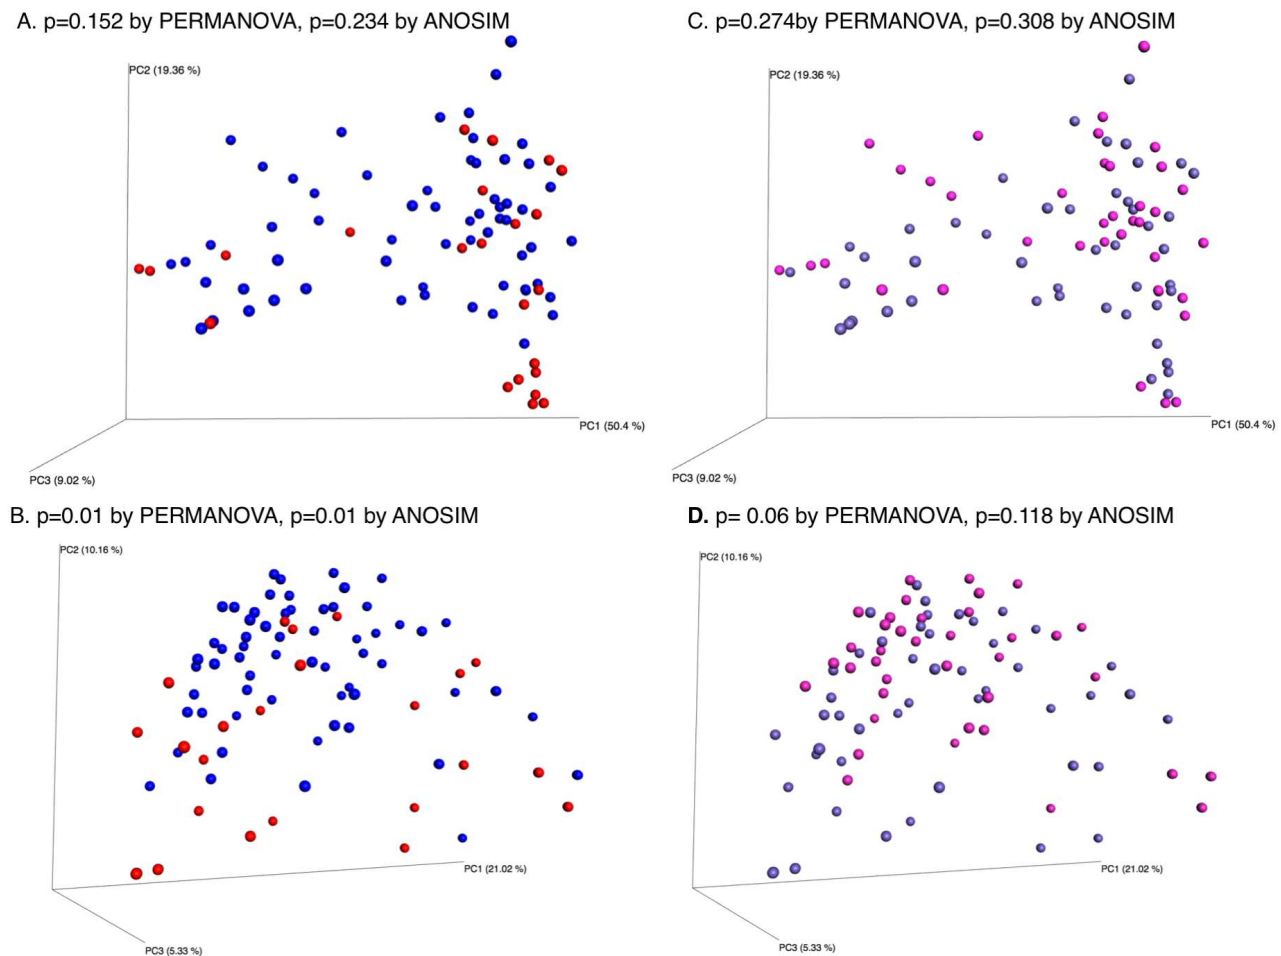 A. p=0.152 by PERMANOVA, p=0.234 by ANOSIM
PC2 (19.36 %)
PC1 (50.4 %)
PC3 (9.02 %)
C. p=0.274by PERMANOVA, p=0.308 by ANOSIM
PC2 (19.36 %)
PC1 (50.4 %)
PC3 (9.02 %)
B. p=0.01 by PERMANOVA, p=0.01 by ANOSIM
PC2 (10.16 %)
PC1 (21.02 %)
PC3 (5.33 %)
D. p= 0.06 by PERMANOVA, p=0.118 by ANOSIM
PC2 (10.16 %)
PC1 (21.02 %)
PC3 (5.33 %)